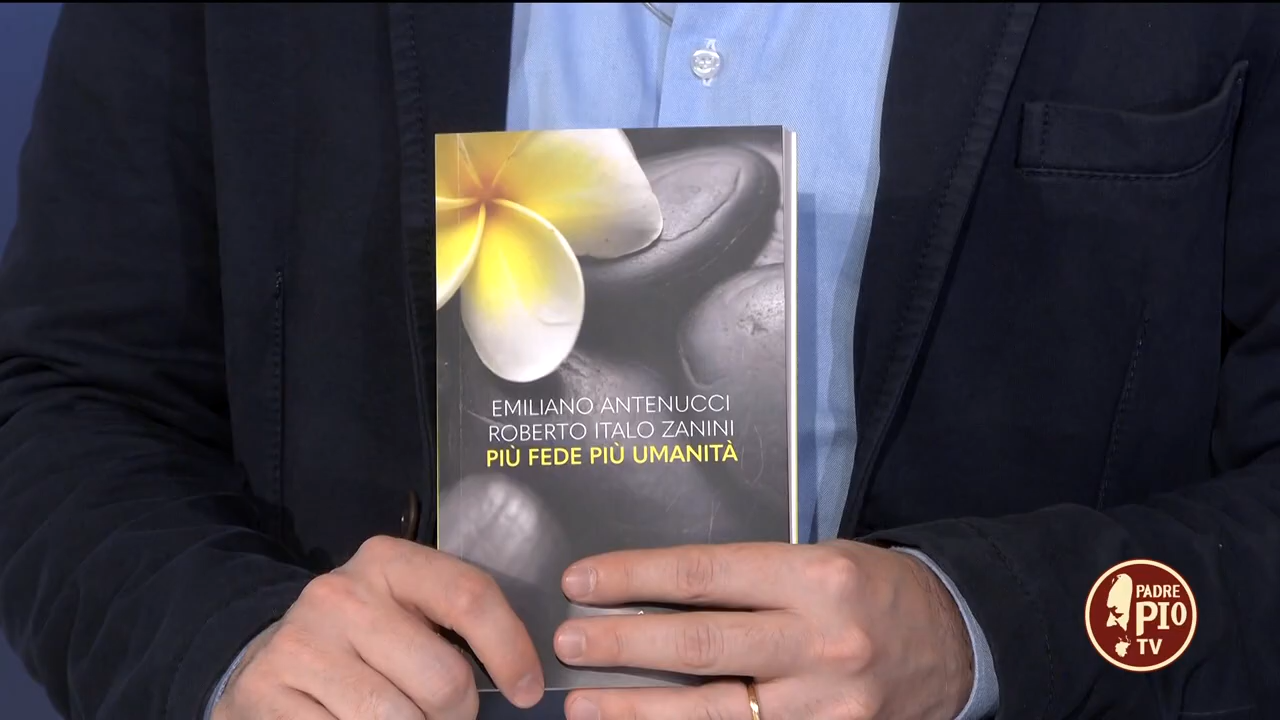 EMILIANO ANTENUCCI
ROBERTO ITALO ZANINI
PIÙ FEDE PIÙ UMANITÀ
PADRE
PIO
TV